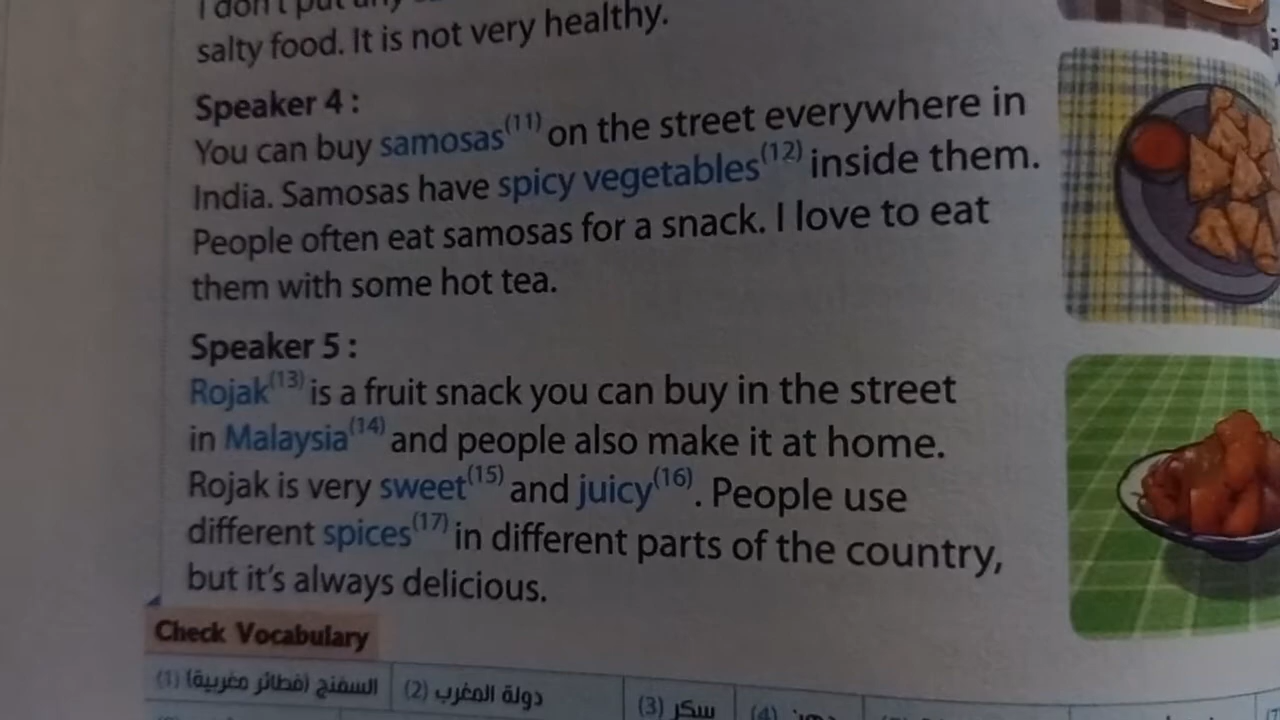 I don't put any
salty food. It is not very healthy.
Speaker 4 :
You can buy samosas(11) on the street everywhere in
India. Samosas have spicy vegetables(12) inside them.
People often eat samosas for a snack. I love to eat
them with some hot tea.
Speaker 5 :
Rojak(13) is a fruit snack you can buy in the street
in Malaysia(14) and people also make it at home.
Rojak is very sweet(15) and juicy(16). People use
different spices(17) in different parts of the country,
but it's always delicious.
Check Vocabulary
(1) السفنج (فطائر مغربية) (2) دولة المغرب (3) سكر (4)